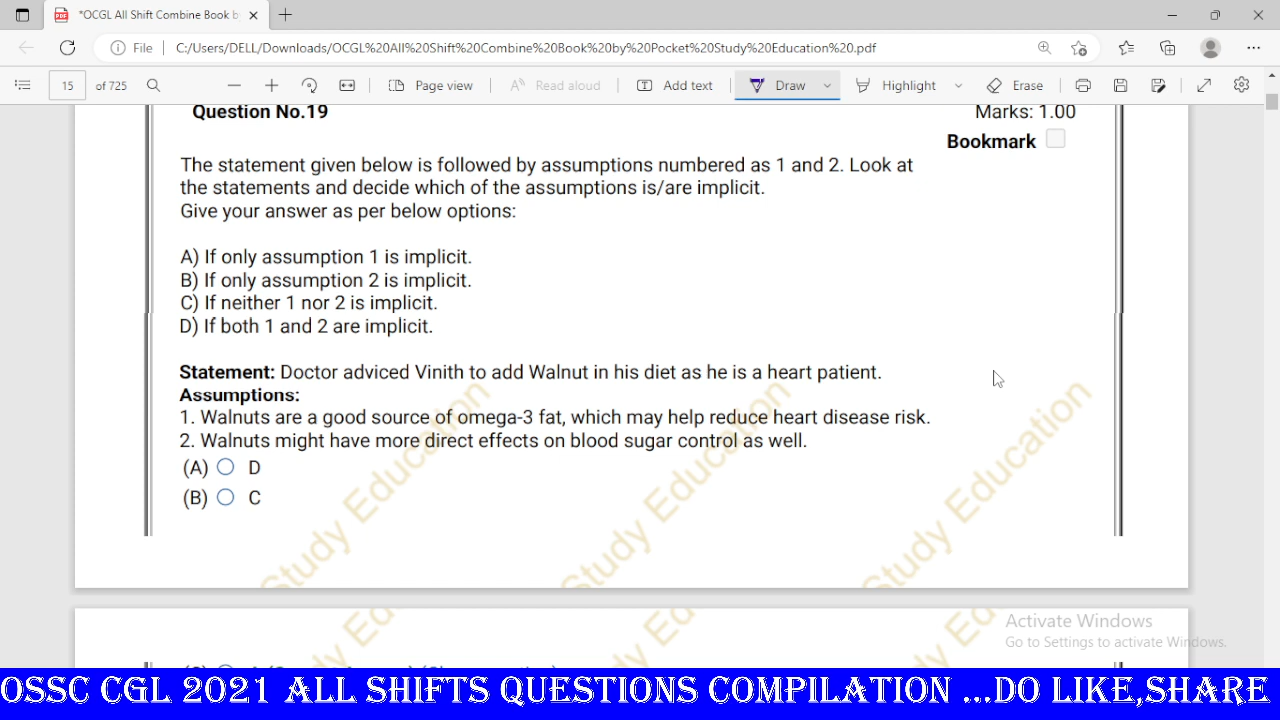 *OCGL All Shift Combine Book b
File
C:/Users/DELL/Downloads/OCGL%20All%20Shift%20Combine%20Book%20by%20Pocket%20Study%20Education%20.pdf
15 of 725
Page view
Read aloud
Add text
Draw
Highlight
Erase
Question No.19
Marks: 1.00
Bookmark
The statement given below is followed by assumptions numbered as 1 and 2. Look at
the statements and decide which of the assumptions is/are implicit.
Give your answer as per below options:
A) If only assumption 1 is implicit.
B) If only assumption 2 is implicit.
C) If neither 1 nor 2 is implicit.
D) If both 1 and 2 are implicit.
Statement: Doctor adviced Vinith to add Walnut in his diet as he is a heart patient.
Assumptions:
1. Walnuts are a good source of omega-3 fat, which may help reduce heart disease risk.
2. Walnuts might have more direct effects on blood sugar control as well.
(A) D
(B) C
Study Education
Study Education
Study Education
Activate Windows
Go to Settings to activate Windows.
OSSC CGL 2021 ALL SHIFTS QUESTIONS COMPILATION ...DO LIKE,SHARE